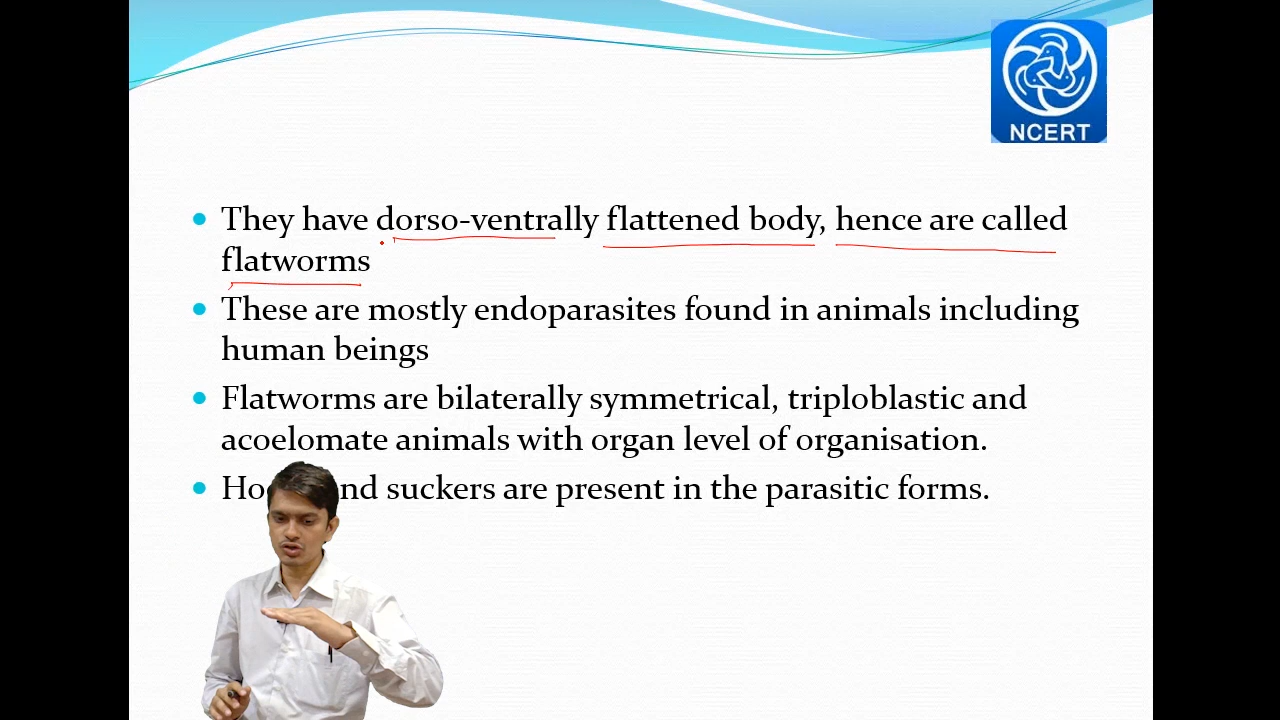 NCERT
They have dorso-ventrally flattened body, hence are called
flatworms
These are mostly endoparasites found in animals including
human beings
Flatworms are bilaterally symmetrical, triploblastic and
acoelomate animals with organ level of organisation.
suckers are present in the parasitic forms.